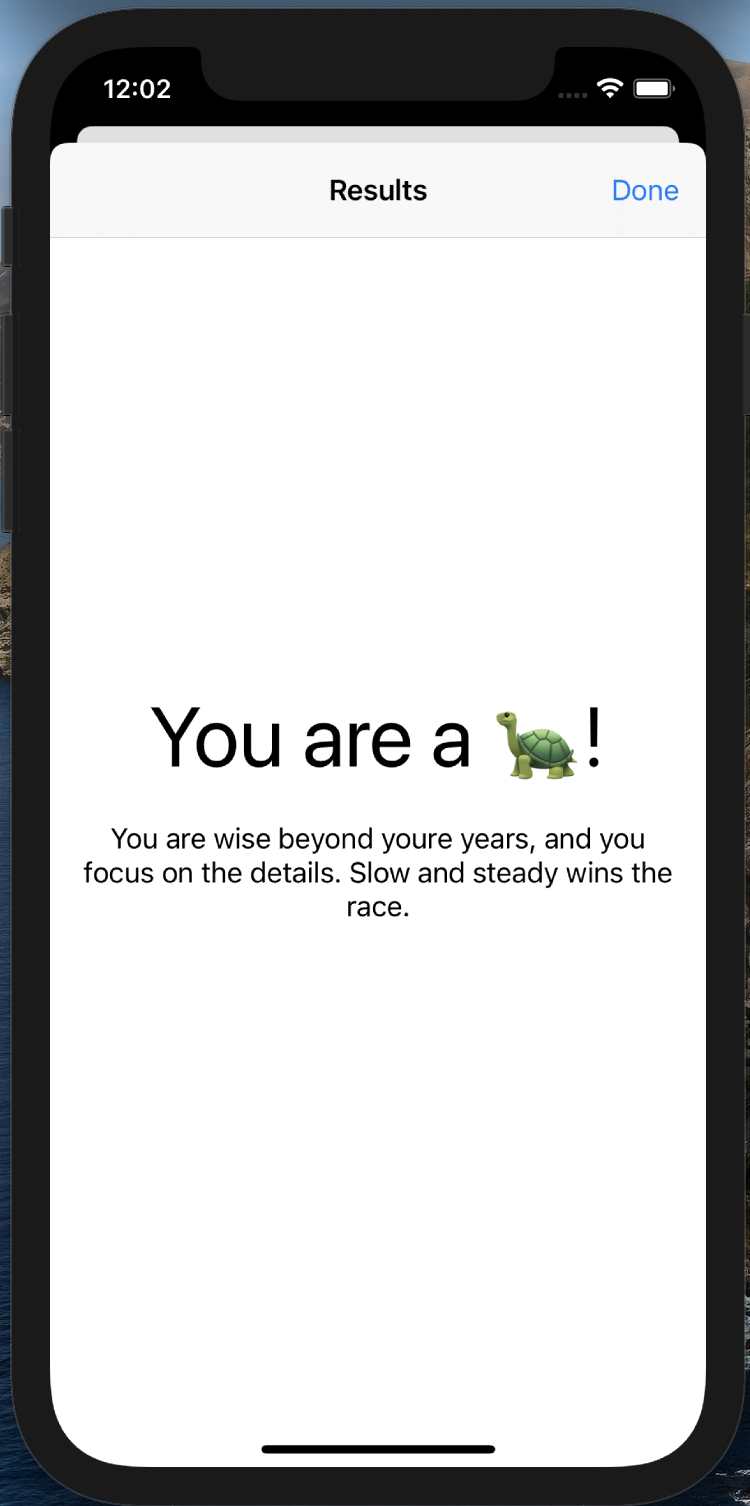 12:02
Results
Done
You are a 🐢!
You are wise beyond youre years, and you
focus on the details. Slow and steady wins the
race.